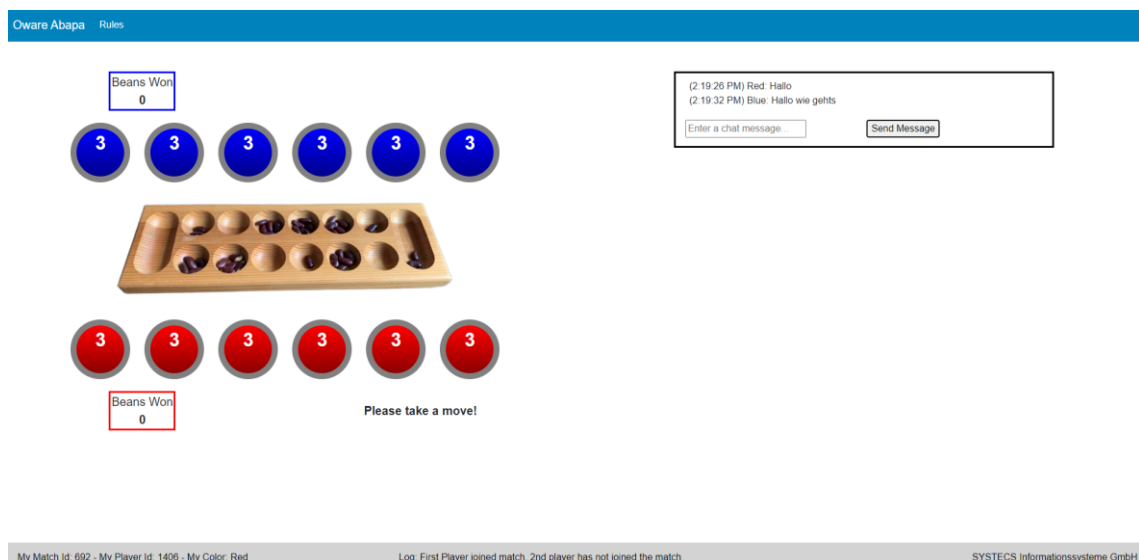 Oware Abapa Rules
Beans Won
0
3 3 3 3 3 3
3 3 3 3 3 3
Beans Won
0
Please take a move!
(2:19:26 PM) Red: Hallo
(2:19:32 PM) Blue: Hallo wie gehts
Enter a chat message...
Send Message
My Match Id: 692 - My Player Id: 1406 - My Color: Red
Log: First Player joined match, 2nd player has not joined the match
SYSTECS Informationssysteme GmbH